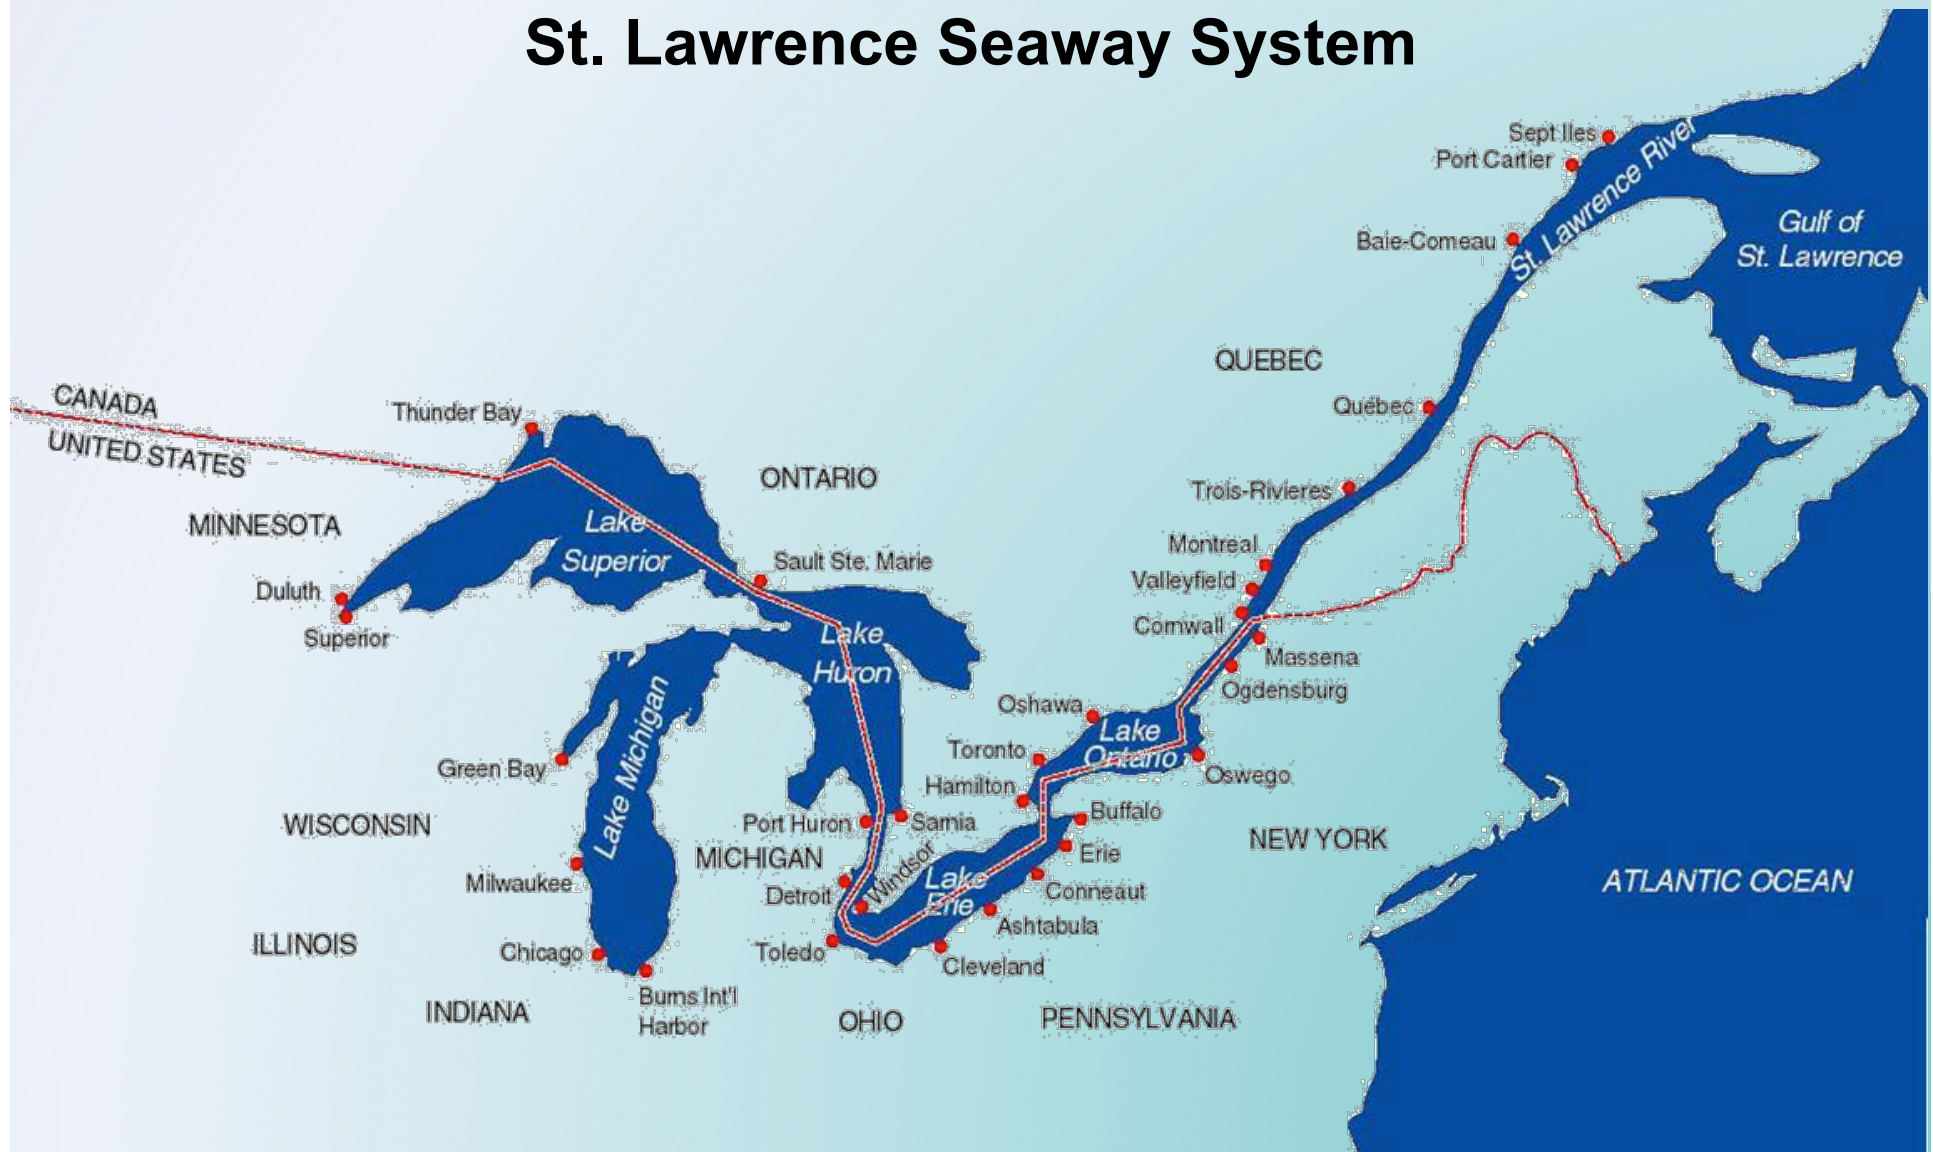 St. Lawrence Seaway System
Sept Iles
Port Cartier
St. Lawrence River
Gulf of
St. Lawrence
Baie-Comeau
QUEBEC
CANADA
UNITED STATES
Thunder Bay
Québec
ONTARIO
Trois-Rivieres
MINNESOTA
Lake
Superior
Montreal
Sault Ste. Marie
Valleyfield
Duluth
Superior
Cornwall
Lake
Huron
Massena
Ogdensburg
Oshawa
Lake
Ontario
Toronto
Green Bay
Lake Michigan
Hamilton
Oswego
Buffalo
WISCONSIN
Port Huron
Sarnia
NEW YORK
MICHIGAN
Windsor
Erie
Milwaukee
Detroit
Lake
Erie
Conneaut
ATLANTIC OCEAN
Ashtabula
ILLINOIS
Chicago
Toledo
Cleveland
INDIANA
Burns Int'l
Harbor
OHIO
PENNSYLVANIA